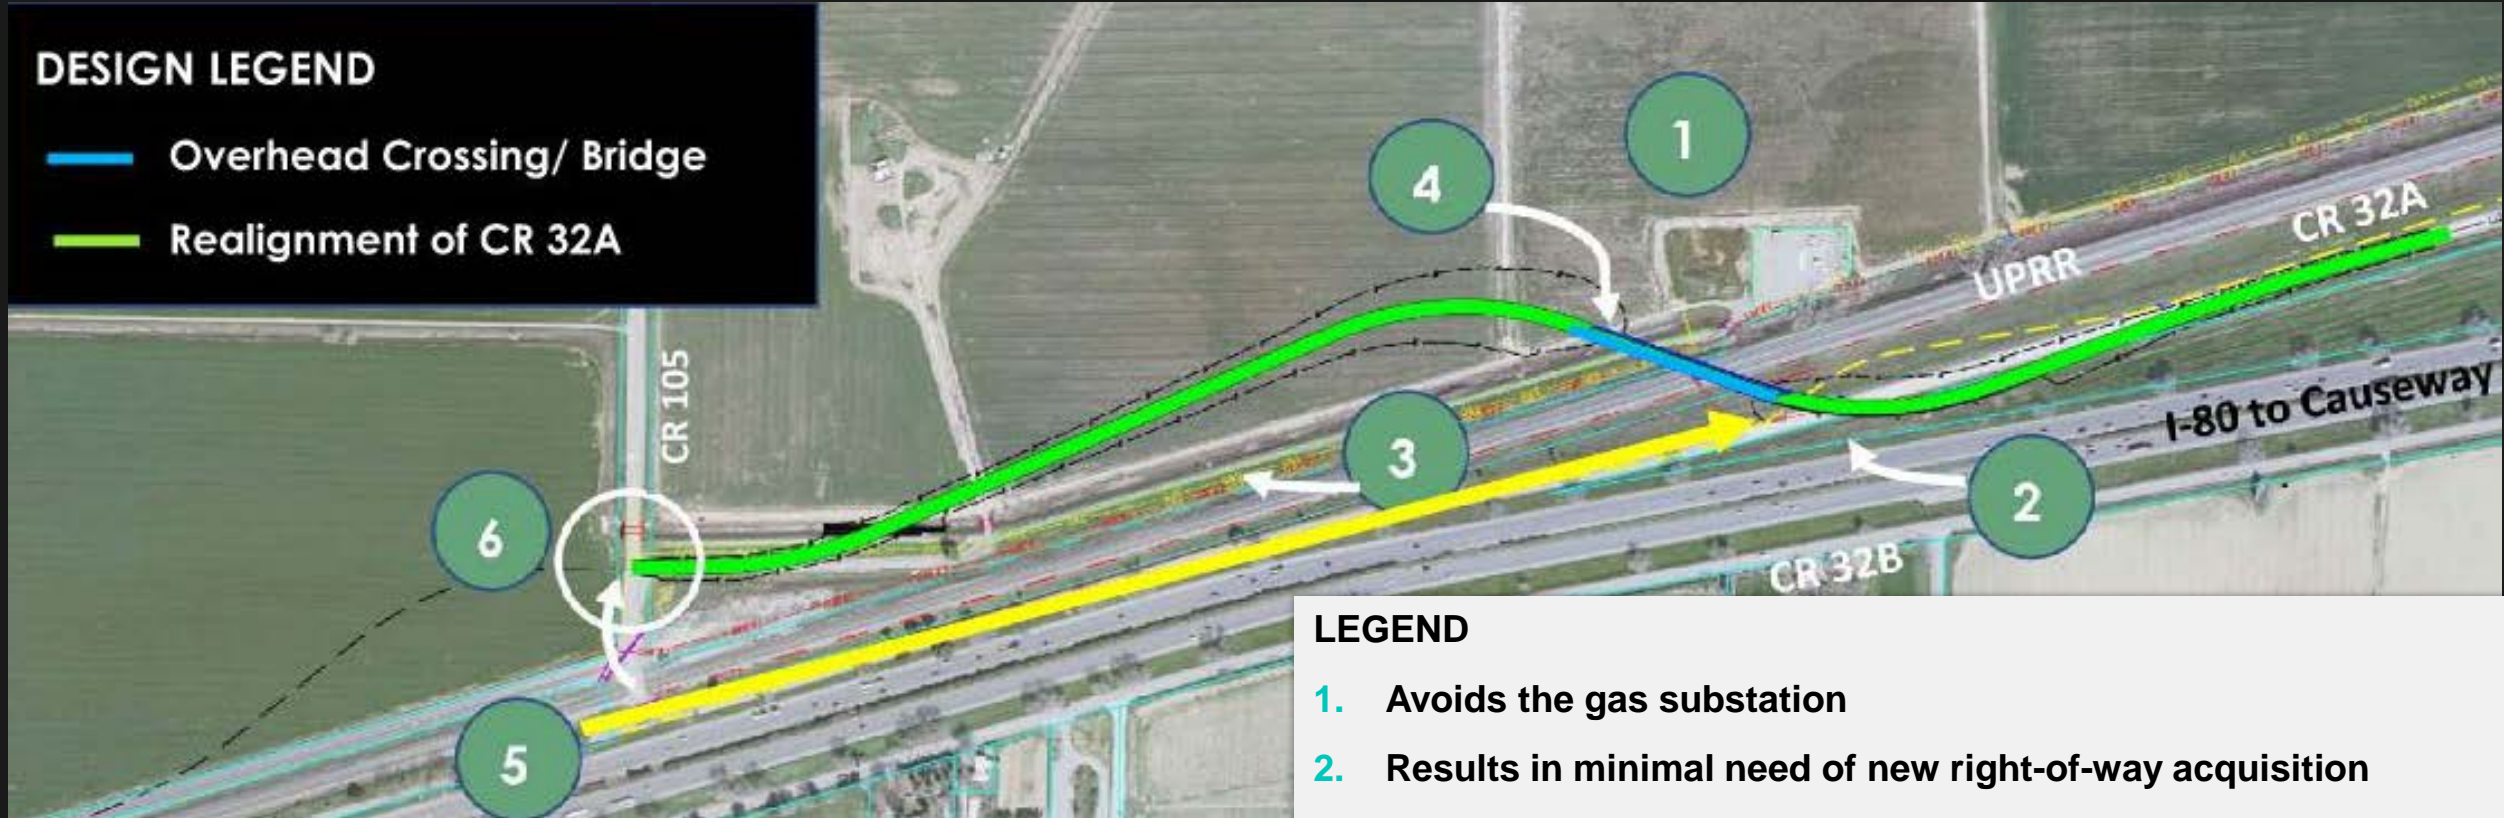 DESIGN LEGEND
Overhead Crossing/ Bridge
Realignment of CR 32A
1
4
CR 32A
UPRR
CR 105
I-80 to Causeway
3
2
6
CR 32B
5
LEGEND
1. Avoids the gas substation
2. Results in minimal need of new right-of-way acquisition